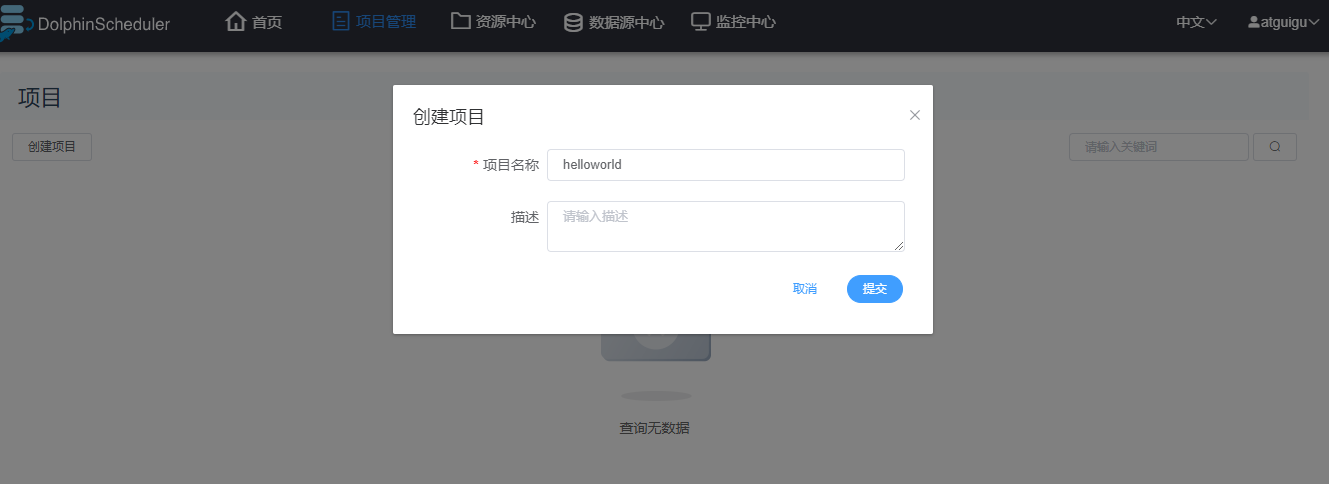 DolphinScheduler 首页 项目管理 资源中心 数据源中心 监控中心 中文 atguigu
项目
创建项目 请输入关键词
创建项目
* 项目名称 helloworld
描述 请输入描述
取消 提交
查询无数据